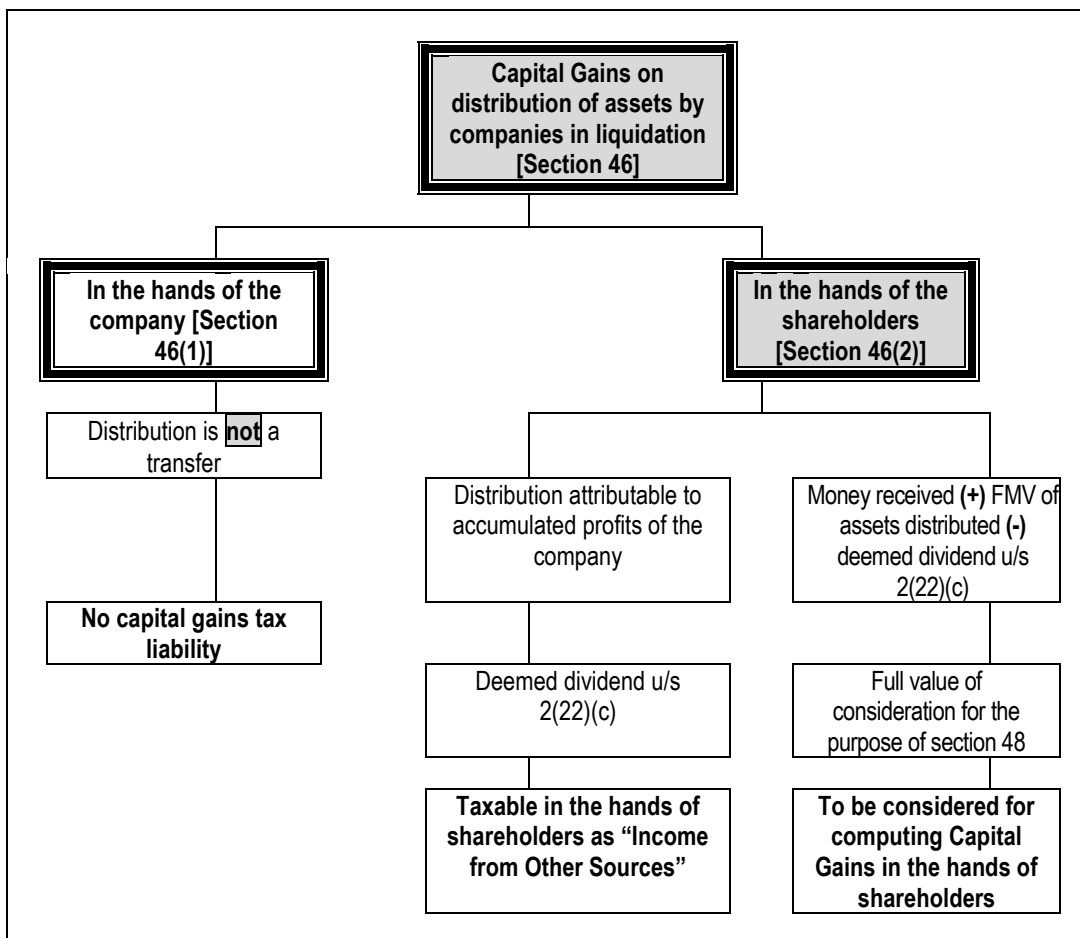 Capital Gains on
distribution of assets by
companies in liquidation
[Section 46]
In the hands of the
company [Section
46(1)]
Distribution is not a
transfer
No capital gains tax
liability
In the hands of the
shareholders
[Section 46(2)]
Distribution attributable to
accumulated profits of the
company
Deemed dividend u/s
2(22)(c)
Taxable in the hands of
shareholders as “Income
from Other Sources”
Money received (+) FMV of
assets distributed (-)
deemed dividend u/s
2(22)(c)
Full value of
consideration for the
purpose of section 48
To be considered for
computing Capital
Gains in the hands of
shareholders